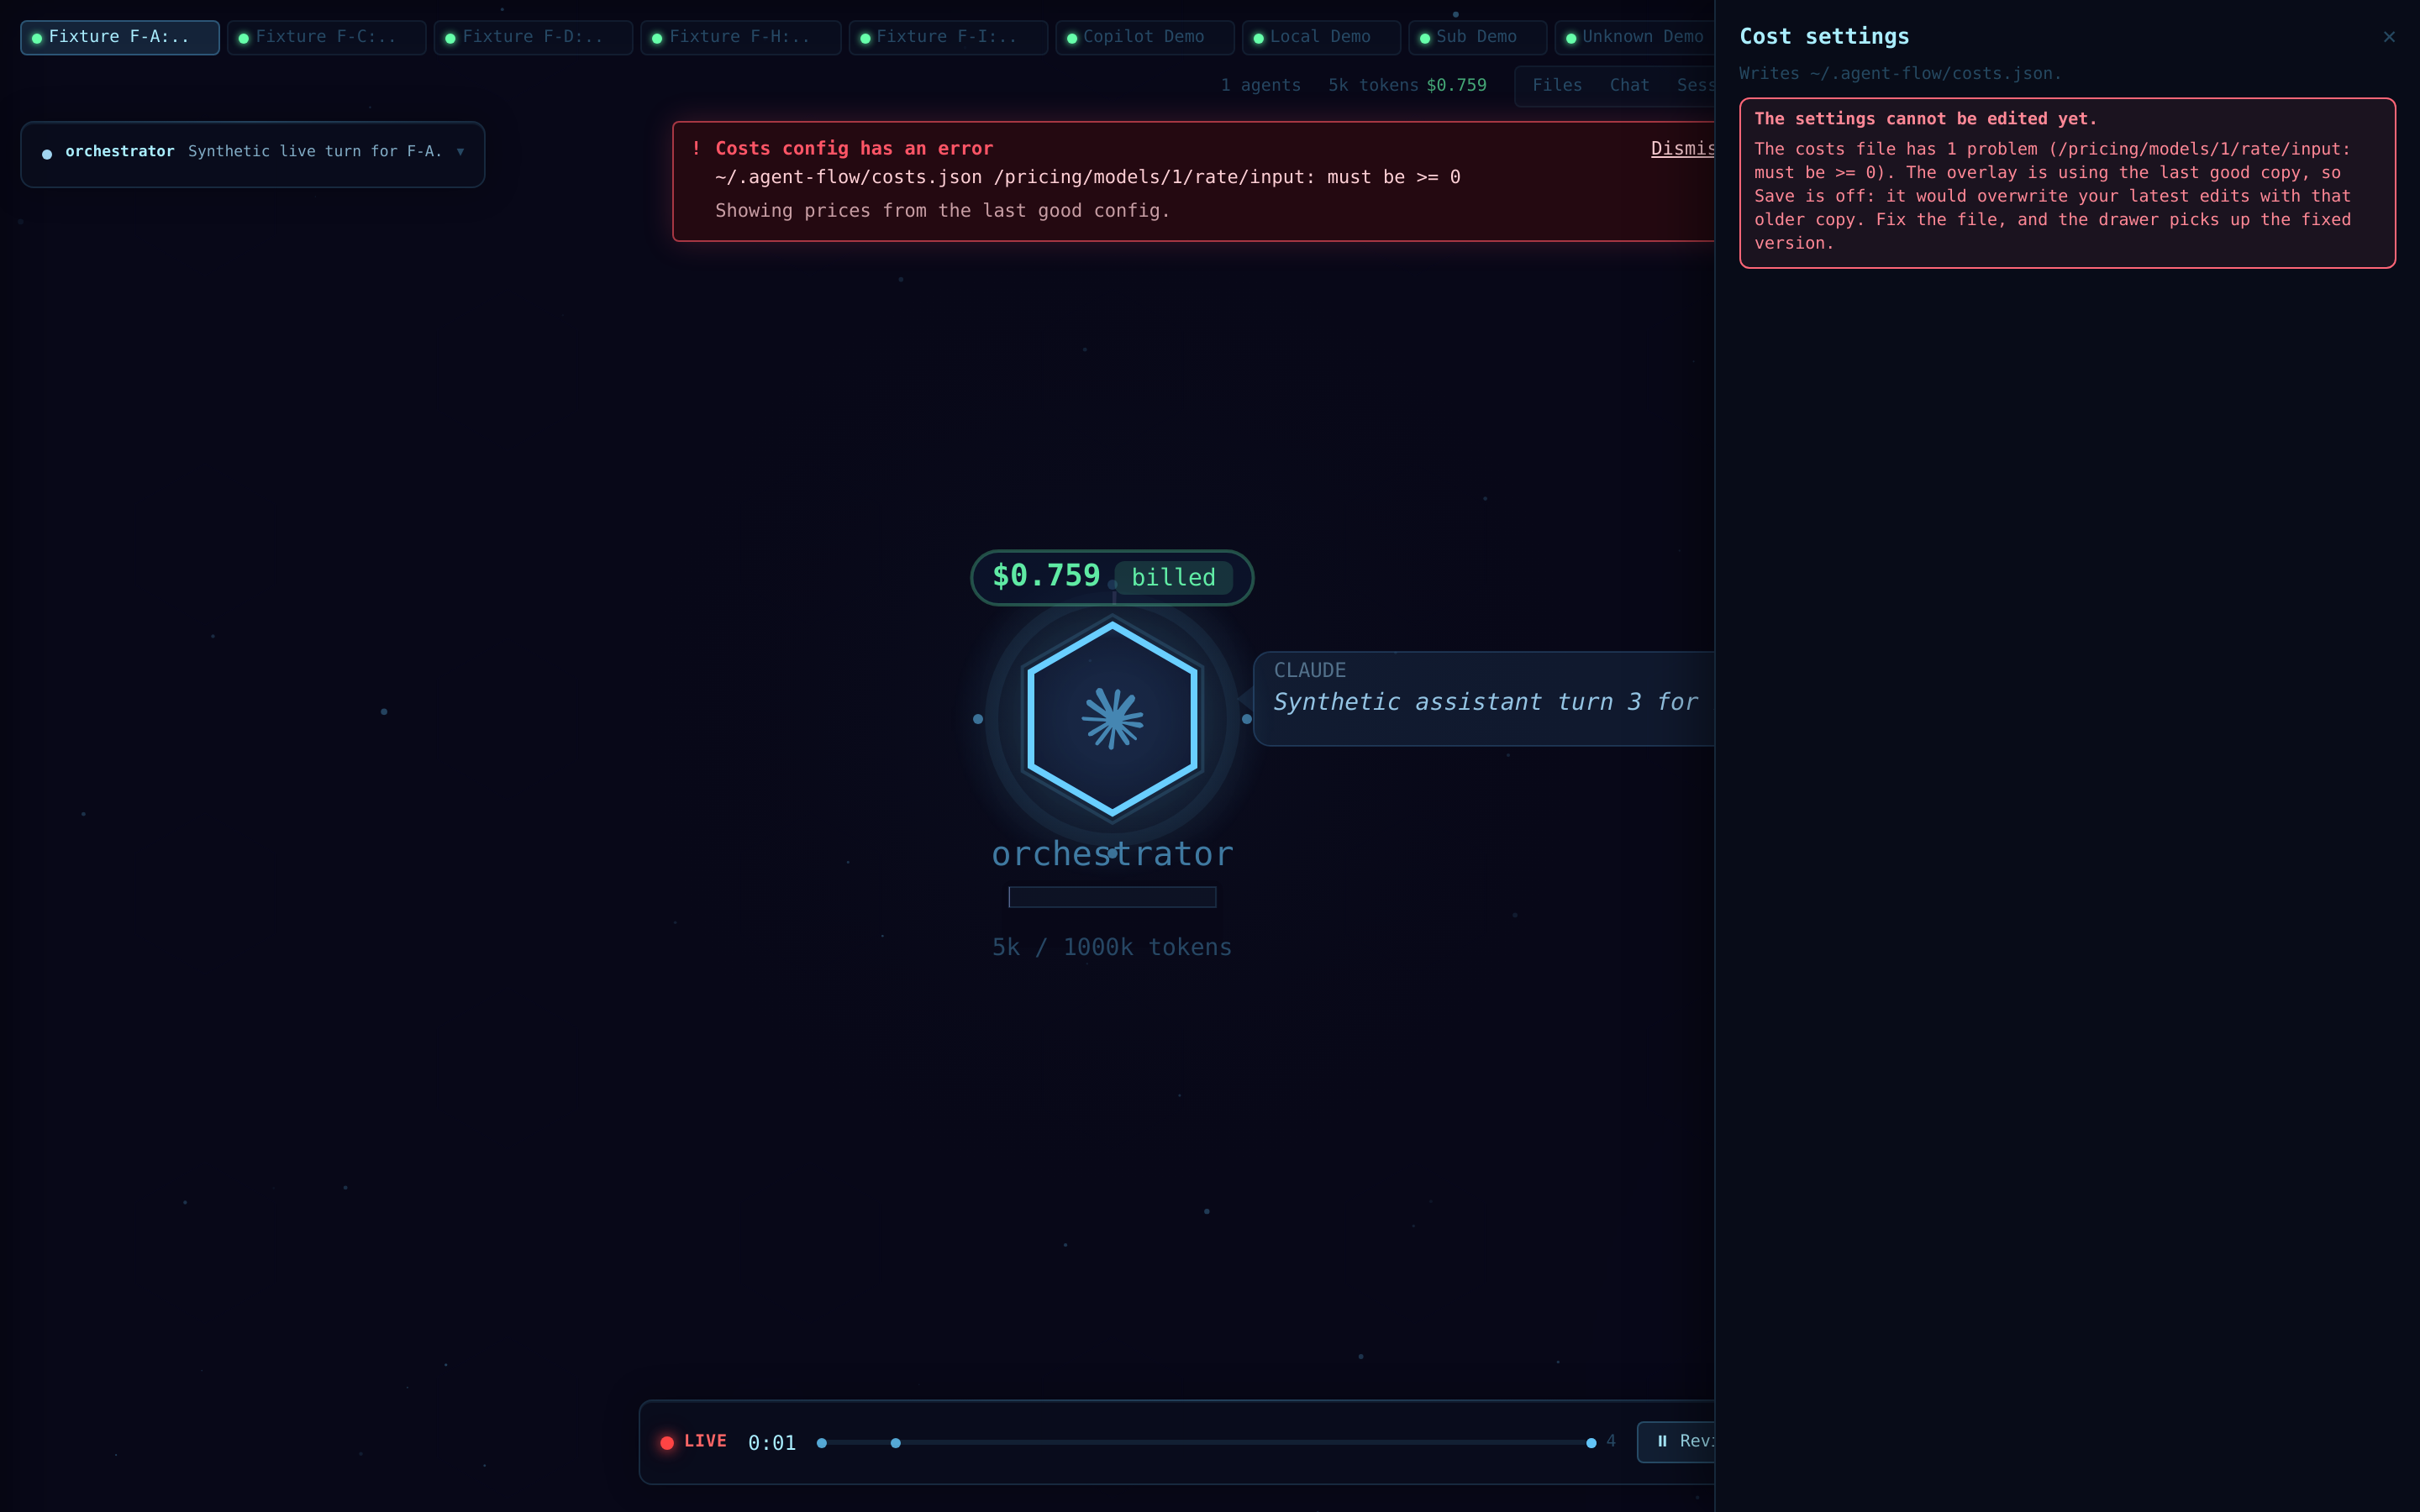 Fixture F-A:..
Fixture F-C:..
Fixture F-D:..
Fixture F-H:..
Fixture F-I:..
Copilot Demo
Local Demo
Sub Demo
Unknown Demo
1 agents 5k tokens $0.759
Files Chat
orchestrator Synthetic live turn for F-A. ▼
! Costs config has an error
~/.agent-flow/costs.json /pricing/models/1/rate/input: must be >= 0
Showing prices from the last good config.
Cost settings ×
Writes ~/.agent-flow/costs.json.
The settings cannot be edited yet.
The costs file has 1 problem (/pricing/models/1/rate/input:
must be >= 0). The overlay is using the last good copy, so
Save is off: it would overwrite your latest edits with that
older copy. Fix the file, and the drawer picks up the fixed
version.
$0.759 billed
CLAUDE
Synthetic assistant turn 3 for
orchestrator
5k / 1000k tokens
LIVE 0:01 4